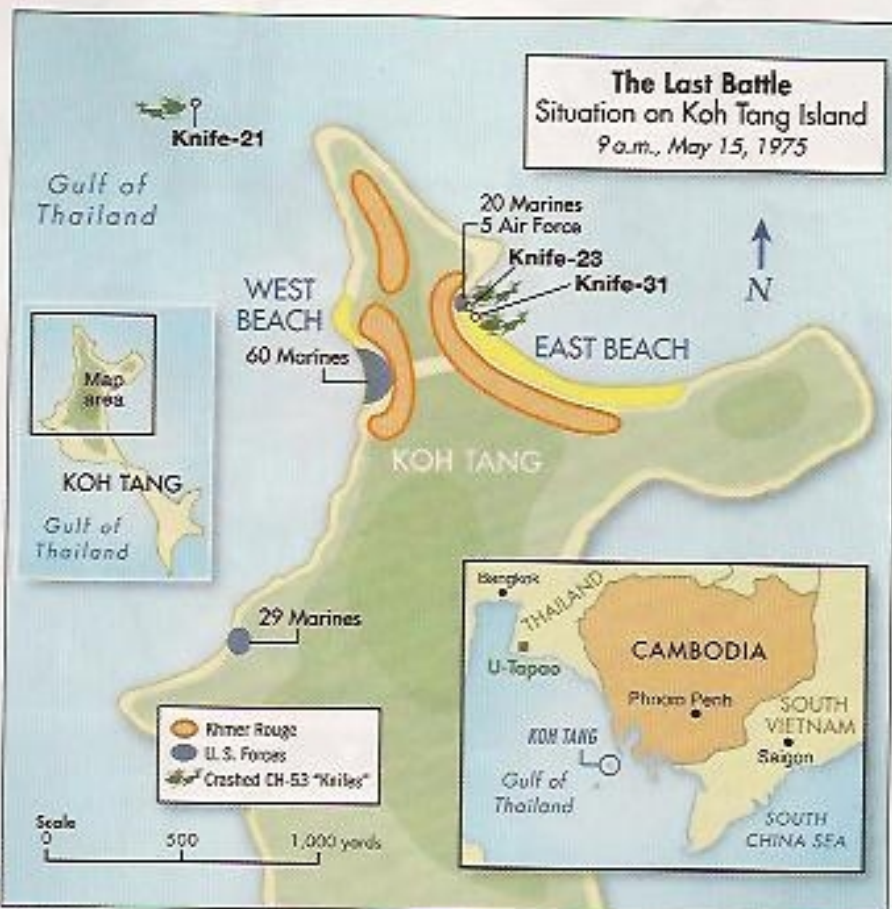 The Last Battle
Situation on Koh Tang Island
9 a.m., May 15, 1975
Knife-21
Gulf of
Thailand
20 Marines
5 Air Force
Knife-23
Knife-31
N
WEST
BEACH
EAST BEACH
60 Marines
KOH TANG
Map
area
KOH TANG
Gulf of
Thailand
29 Marines
Khmer Rouge
U. S. Forces
Crashed CH-53 "Knifes"
Scale
0 500 1,000 yards
Bangkok
THAILAND
U-Tapao
CAMBODIA
Phnom Penh
SOUTH
VIETNAM
Saigon
KOH TANG
Gulf of
Thailand
SOUTH
CHINA SEA